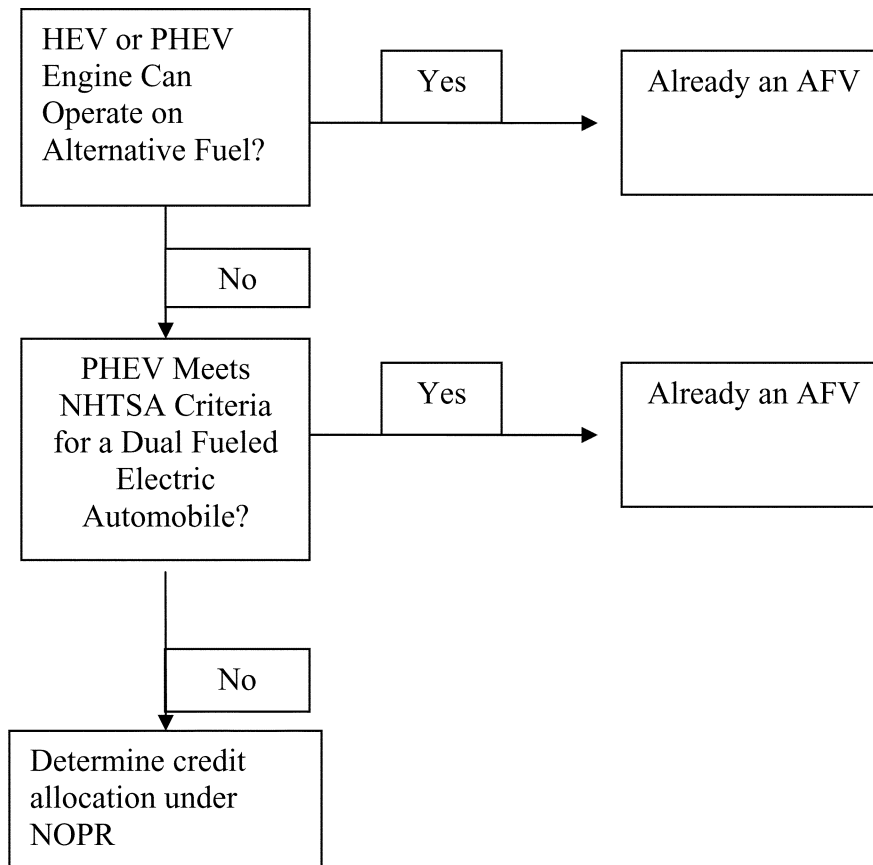 HEV or PHEV
Engine Can
Operate on
Alternative Fuel?
Yes
Already an AFV
No
PHEV Meets
NHTSA Criteria
for a Dual Fueled
Electric
Automobile?
Yes
Already an AFV
No
Determine credit
allocation under
NOPR